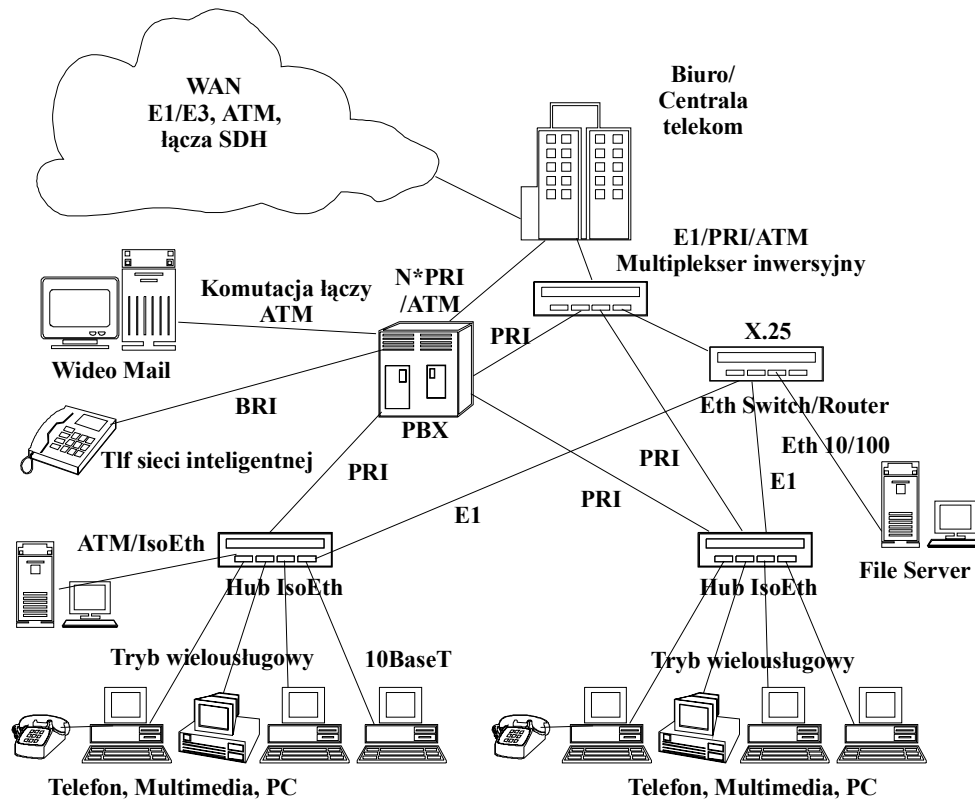 WAN
E1/E3, ATM,
łącza SDH
Biuro/
Centrala
telekom
E1/PRI/ATM
Multiplekser inwersyjny
N*PRI
/ATM
Komutacja łączy
ATM
Wideo Mail
PRI
X.25
BRI
PBX
Eth Switch/Router
Tlf sieci inteligentnej
Eth 10/100
PRI
PRI
E1
PRI
E1
ATM/IsoEth
File Server
Hub IsoEth
Hub IsoEth
Tryb wielousługowy
10BaseT
Tryb wielousługowy
Telefon, Multimedia, PC
Telefon, Multimedia, PC